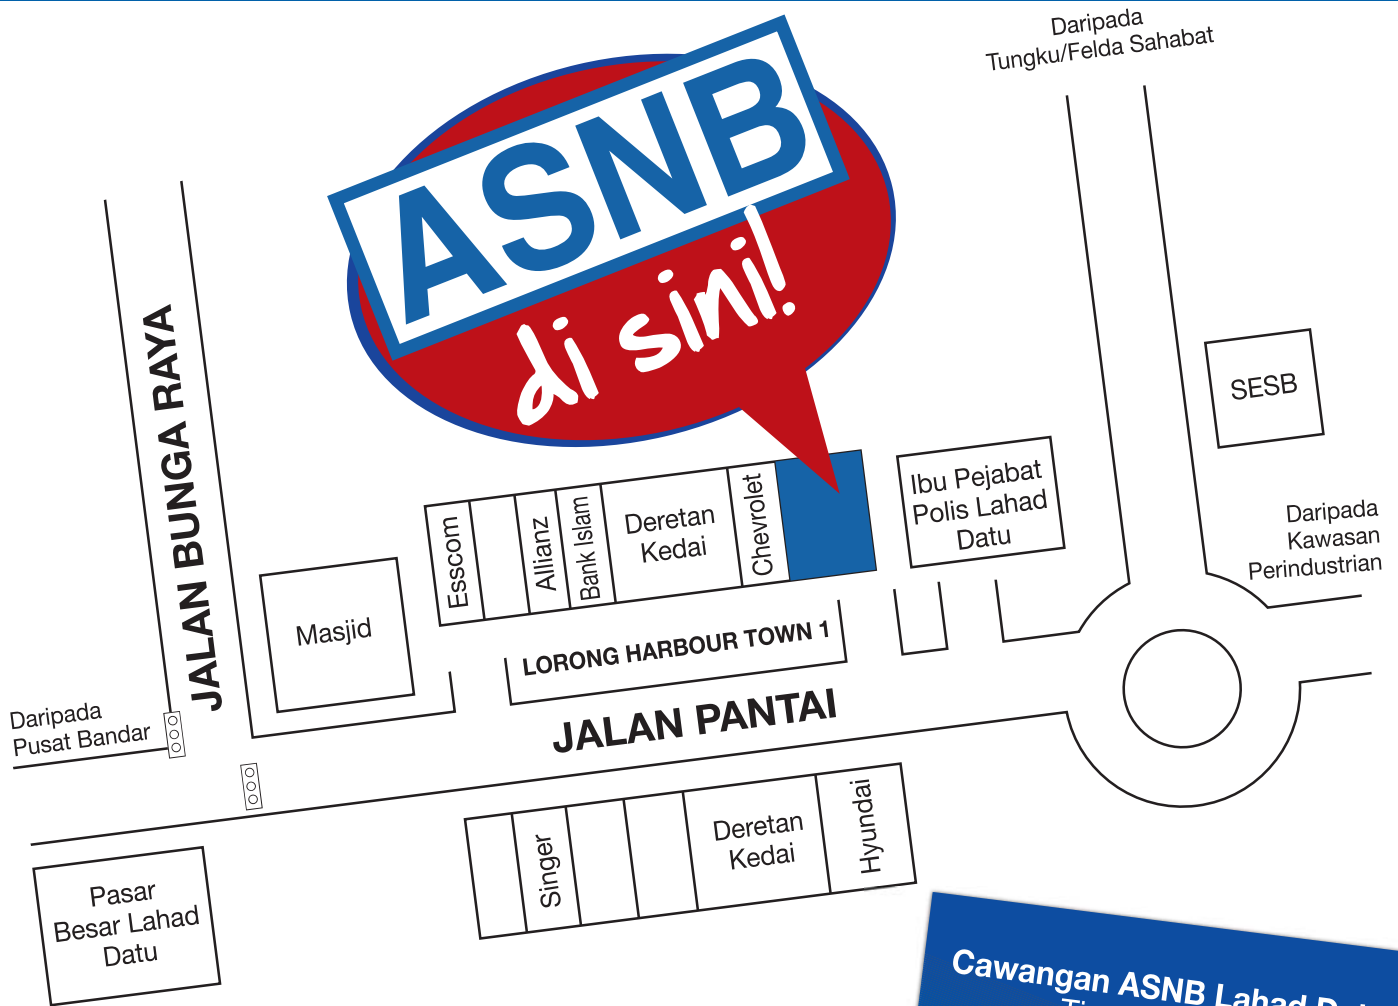 Daripada
Tungku/Felda Sahabat
ASNB
di sini!
JALAN BUNGA RAYA
SESB
Ibu Pejabat
Polis Lahad
Datu
Daripada
Kawasan
Perindustrian
Esscom
Allianz
Bank Islam
Deretan
Kedai
Chevrolet
Masjid
LORONG HARBOUR TOWN 1
JALAN PANTAI
Daripada
Pusat Bandar
Singer
Deretan
Kedai
Hyundai
Pasar
Besar Lahad
Datu
Cawangan ASNB Lahad